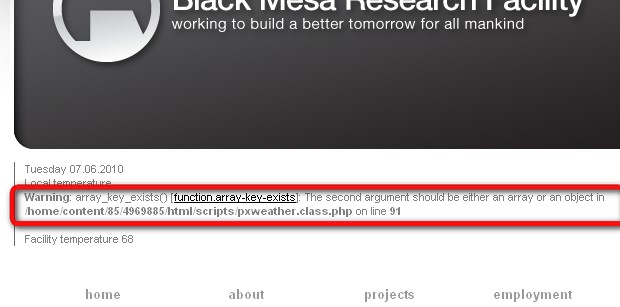 Black Mesa Research Facility
working to build a better tomorrow for all mankind
Tuesday 07.06.2010
Local temperature
Warning: array_key_exists() [function.array-key-exists]: The second argument should be either an array or an object in
/home/content/85/4969885/html/scripts/pxweather.class.php on line 91
Facility temperature 68
home about projects employment